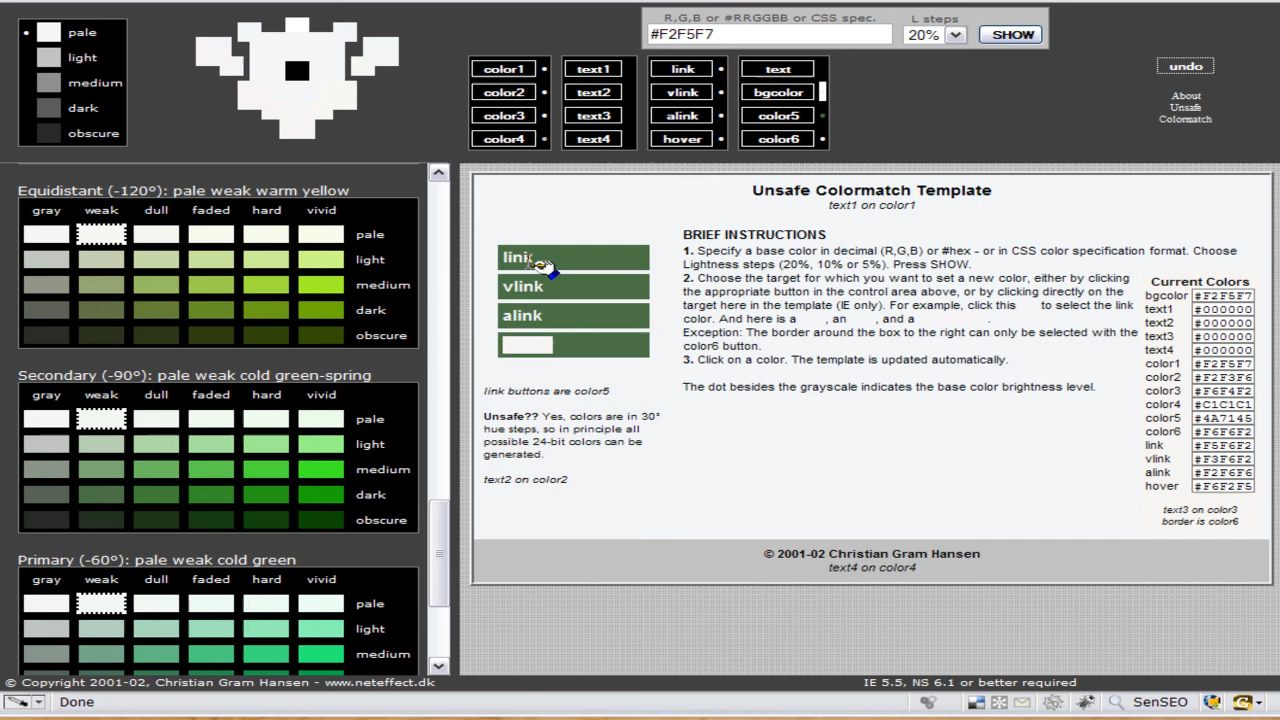 pale
light
medium
dark
obscure
R,G,B or #RRGGBB or CSS spec.
L steps
#F2F5F7
20%
SHOW
color1
text1
link
text
color2
text2
vlink
bgcolor
color3
text3
alink
color5
color4
text4
hover
color6
undo
About
Unsafe
Colormatch
Equidistant (-120°): pale weak warm yellow
gray weak dull faded hard vivid
pale
light
medium
dark
obscure
Secondary (-90°): pale weak cold green-spring
gray weak dull faded hard vivid
pale
light
medium
dark
obscure
Primary (-60°): pale weak cold green
gray weak dull faded hard vivid
pale
light
medium
Unsafe Colormatch Template
text1 on color1
link
vlink
alink
link buttons are color5
Unsafe?? Yes, colors are in 30°
hue steps, so in principle all
possible 24-bit colors can be
generated.
text2 on color2
BRIEF INSTRUCTIONS
1. Specify a base color in decimal (R,G,B) or #hex - or in CSS color specification format. Choose
Lightness steps (20%, 10% or 5%). Press SHOW.
2. Choose the target for which you want to set a new color, either by clicking
the appropriate button in the control area above, or by clicking directly on the
target here in the template (IE only). For example, click this to select the link
color. And here is a , an , and a .
Exception: The border around the box to the right can only be selected with the
color6 button.
3. Click on a color. The template is updated automatically.
The dot besides the grayscale indicates the base color brightness level.
Current Colors
bgcolor #F2F5F7
text1 #000000
text2 #000000
text3 #000000
text4 #000000
color1 #F2F5F7
color2 #F2F3F6
color3 #F6F4F2
color4 #C1C1C1
color5 #4A7145
color6 #F6F6F2
link #F5F6F2
vlink #F3F6F2
alink #F2F6F6
hover #F6F2F5
text3 on color3
border is color6
© 2001-02 Christian Gram Hansen
text4 on color4
© Copyright 2001-02, Christian Gram Hansen - www.neteffect.dk
IE 5.5, NS 6.1 or better required
Done
SenSEO